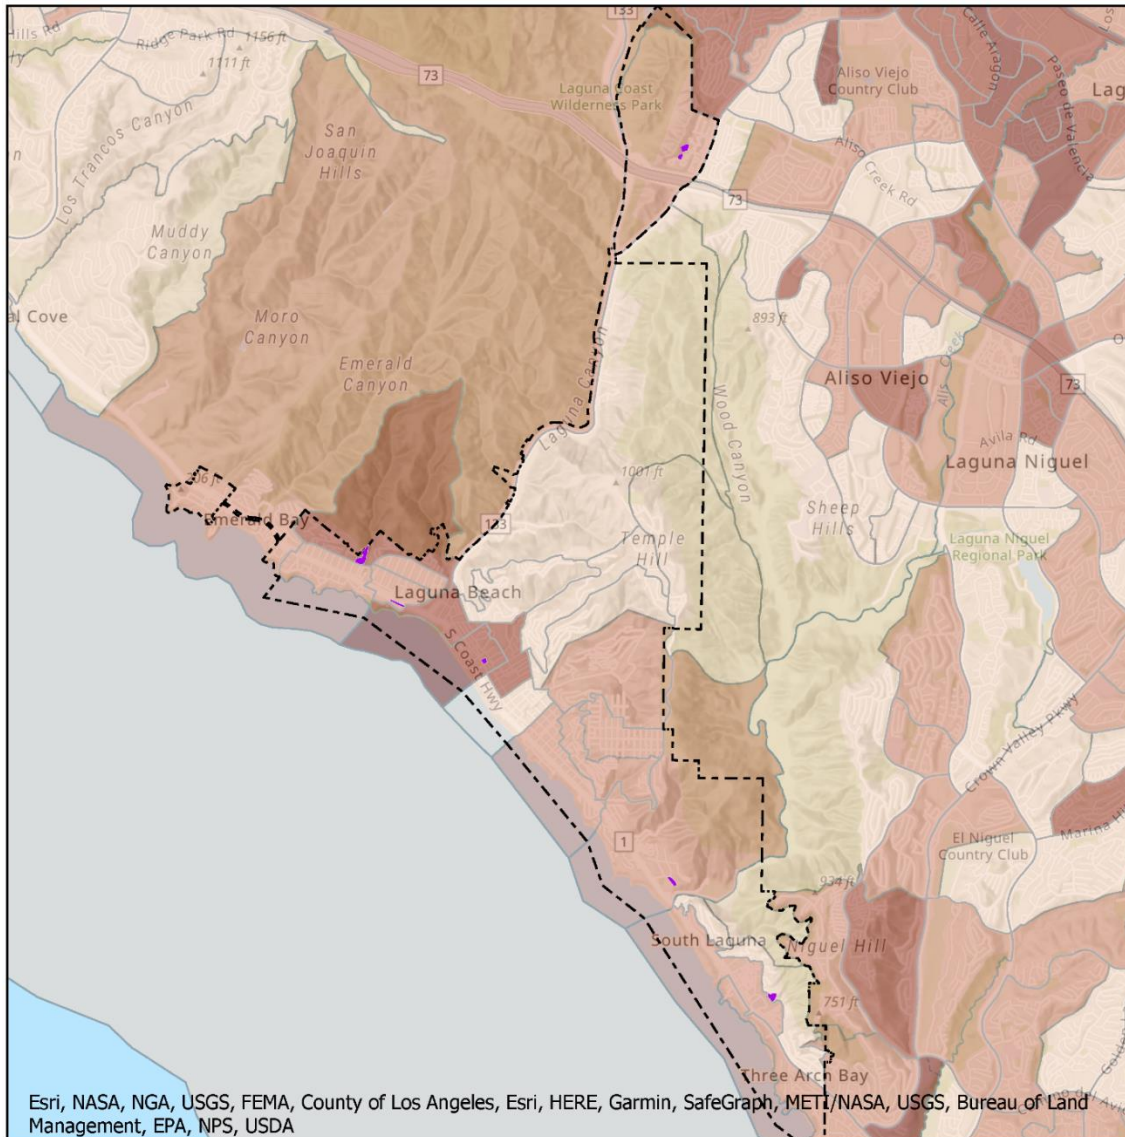 133
Hills Rd
Ridge Park Rd
1156 ft
1111 ft
73
Calle Aragon
Los
Laguna Coast
Wilderness Park
Aliso Viejo
Country Club
Paseo de Valencia
Lag
San
Joaquin
Hills
Los Trancos Canyon
Aliso Creek Rd
73
Muddy
Canyon
al Cove
Moro
Canyon
893 ft
Emerald
Canyon
Laguna Canyon
Wood Canyon
Aliso Viejo
73
Avila Rd
Laguna Niguel
1001 ft
Emerald Bay
133
Sheep
Hills
Temple
Hill
Laguna Niguel
Regional Park
Laguna Beach
S Coast Hwy
Crown Valley Pkwy
1
El Niguel
Country Club
934 ft
South Laguna
Niguel Hill
751 ft
Three Arch Bay
Esri, NASA, NGA, USGS, FEMA, County of Los Angeles, Esri, HERE, Garmin, SafeGraph, METI/NASA, USGS, Bureau of Land
Management, EPA, NPS, USDA